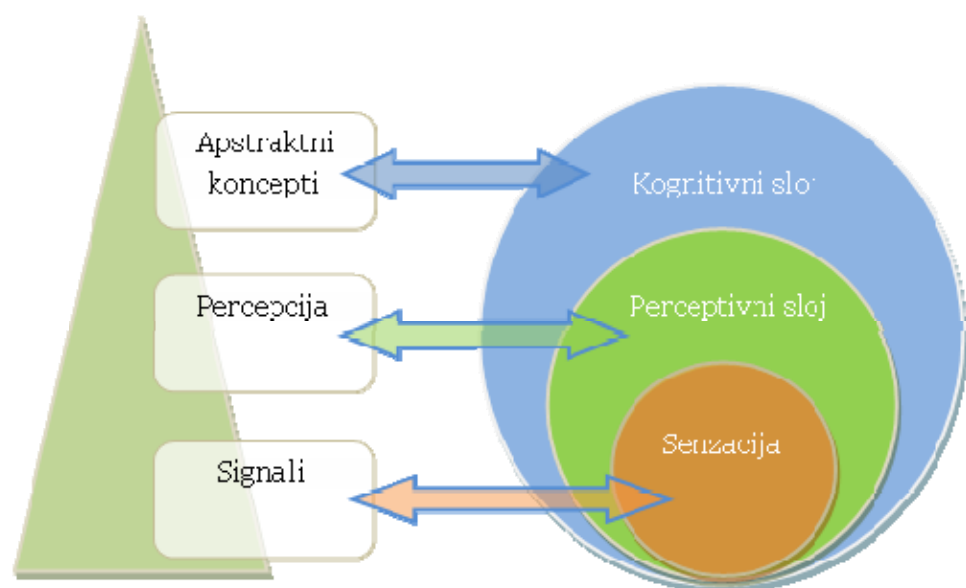 Apstraktni
koncepti
Kognitivni sloj
Percepcija
Perceptivni sloj
Signali
Senzacija